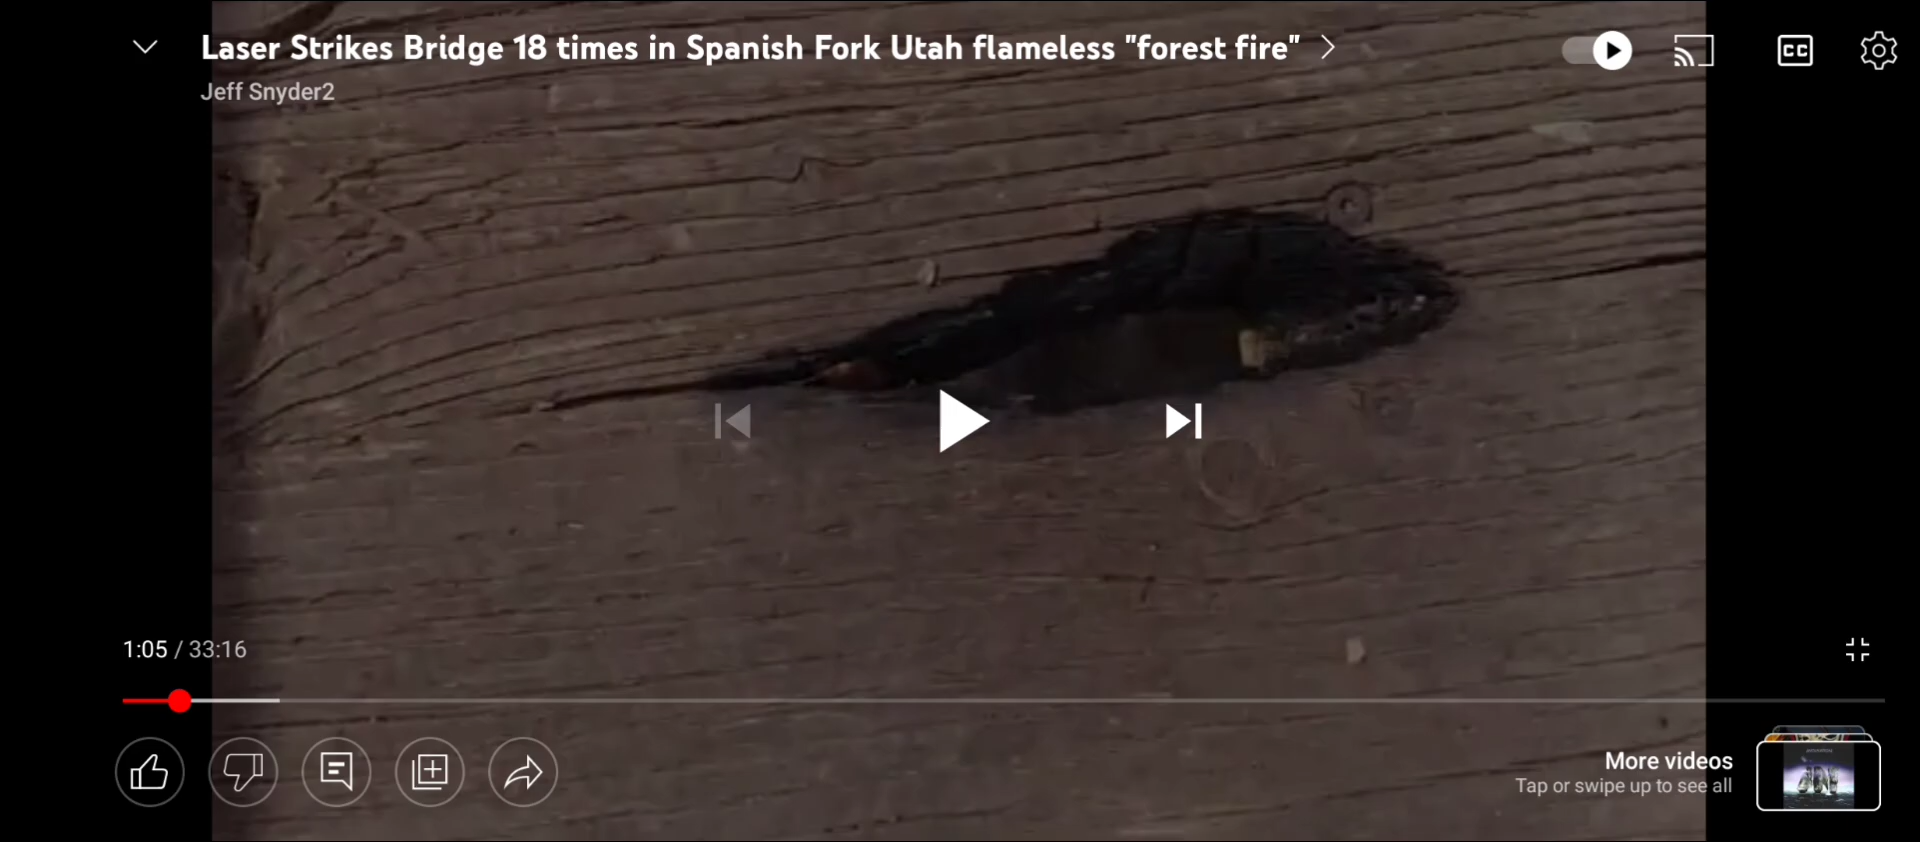 Laser Strikes Bridge 18 times in Spanish Fork Utah flameless "forest fire"
Jeff Snyder2
CC
1:05 / 33:16
More videos
Tap or swipe up to see all